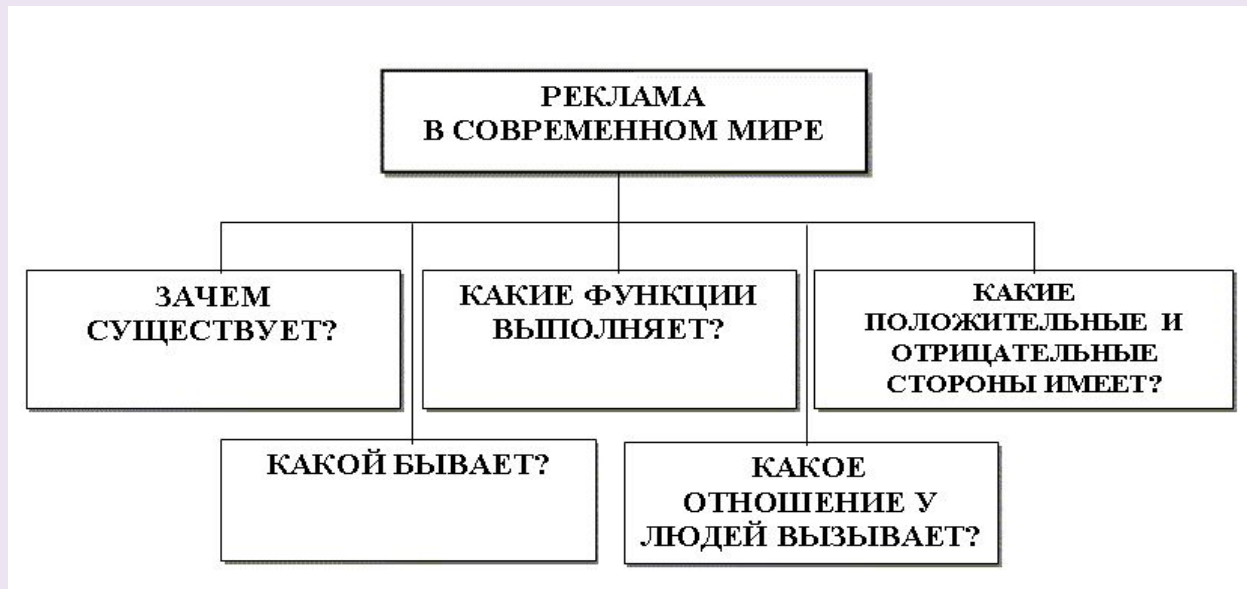 РЕКЛАМА
В СОВРЕМЕННОМ МИРЕ
ЗАЧЕМ
СУЩЕСТВУЕТ?
КАКИЕ ФУНКЦИИ
ВЫПОЛНЯЕТ?
КАКИЕ
ПОЛОЖИТЕЛЬНЫЕ И
ОТРИЦАТЕЛЬНЫЕ
СТОРОНЫ ИМЕЕТ?
КАКОЙ БЫВАЕТ?
КАКОЕ
ОТНОШЕНИЕ У
ЛЮДЕЙ ВЫЗЫВАЕТ?